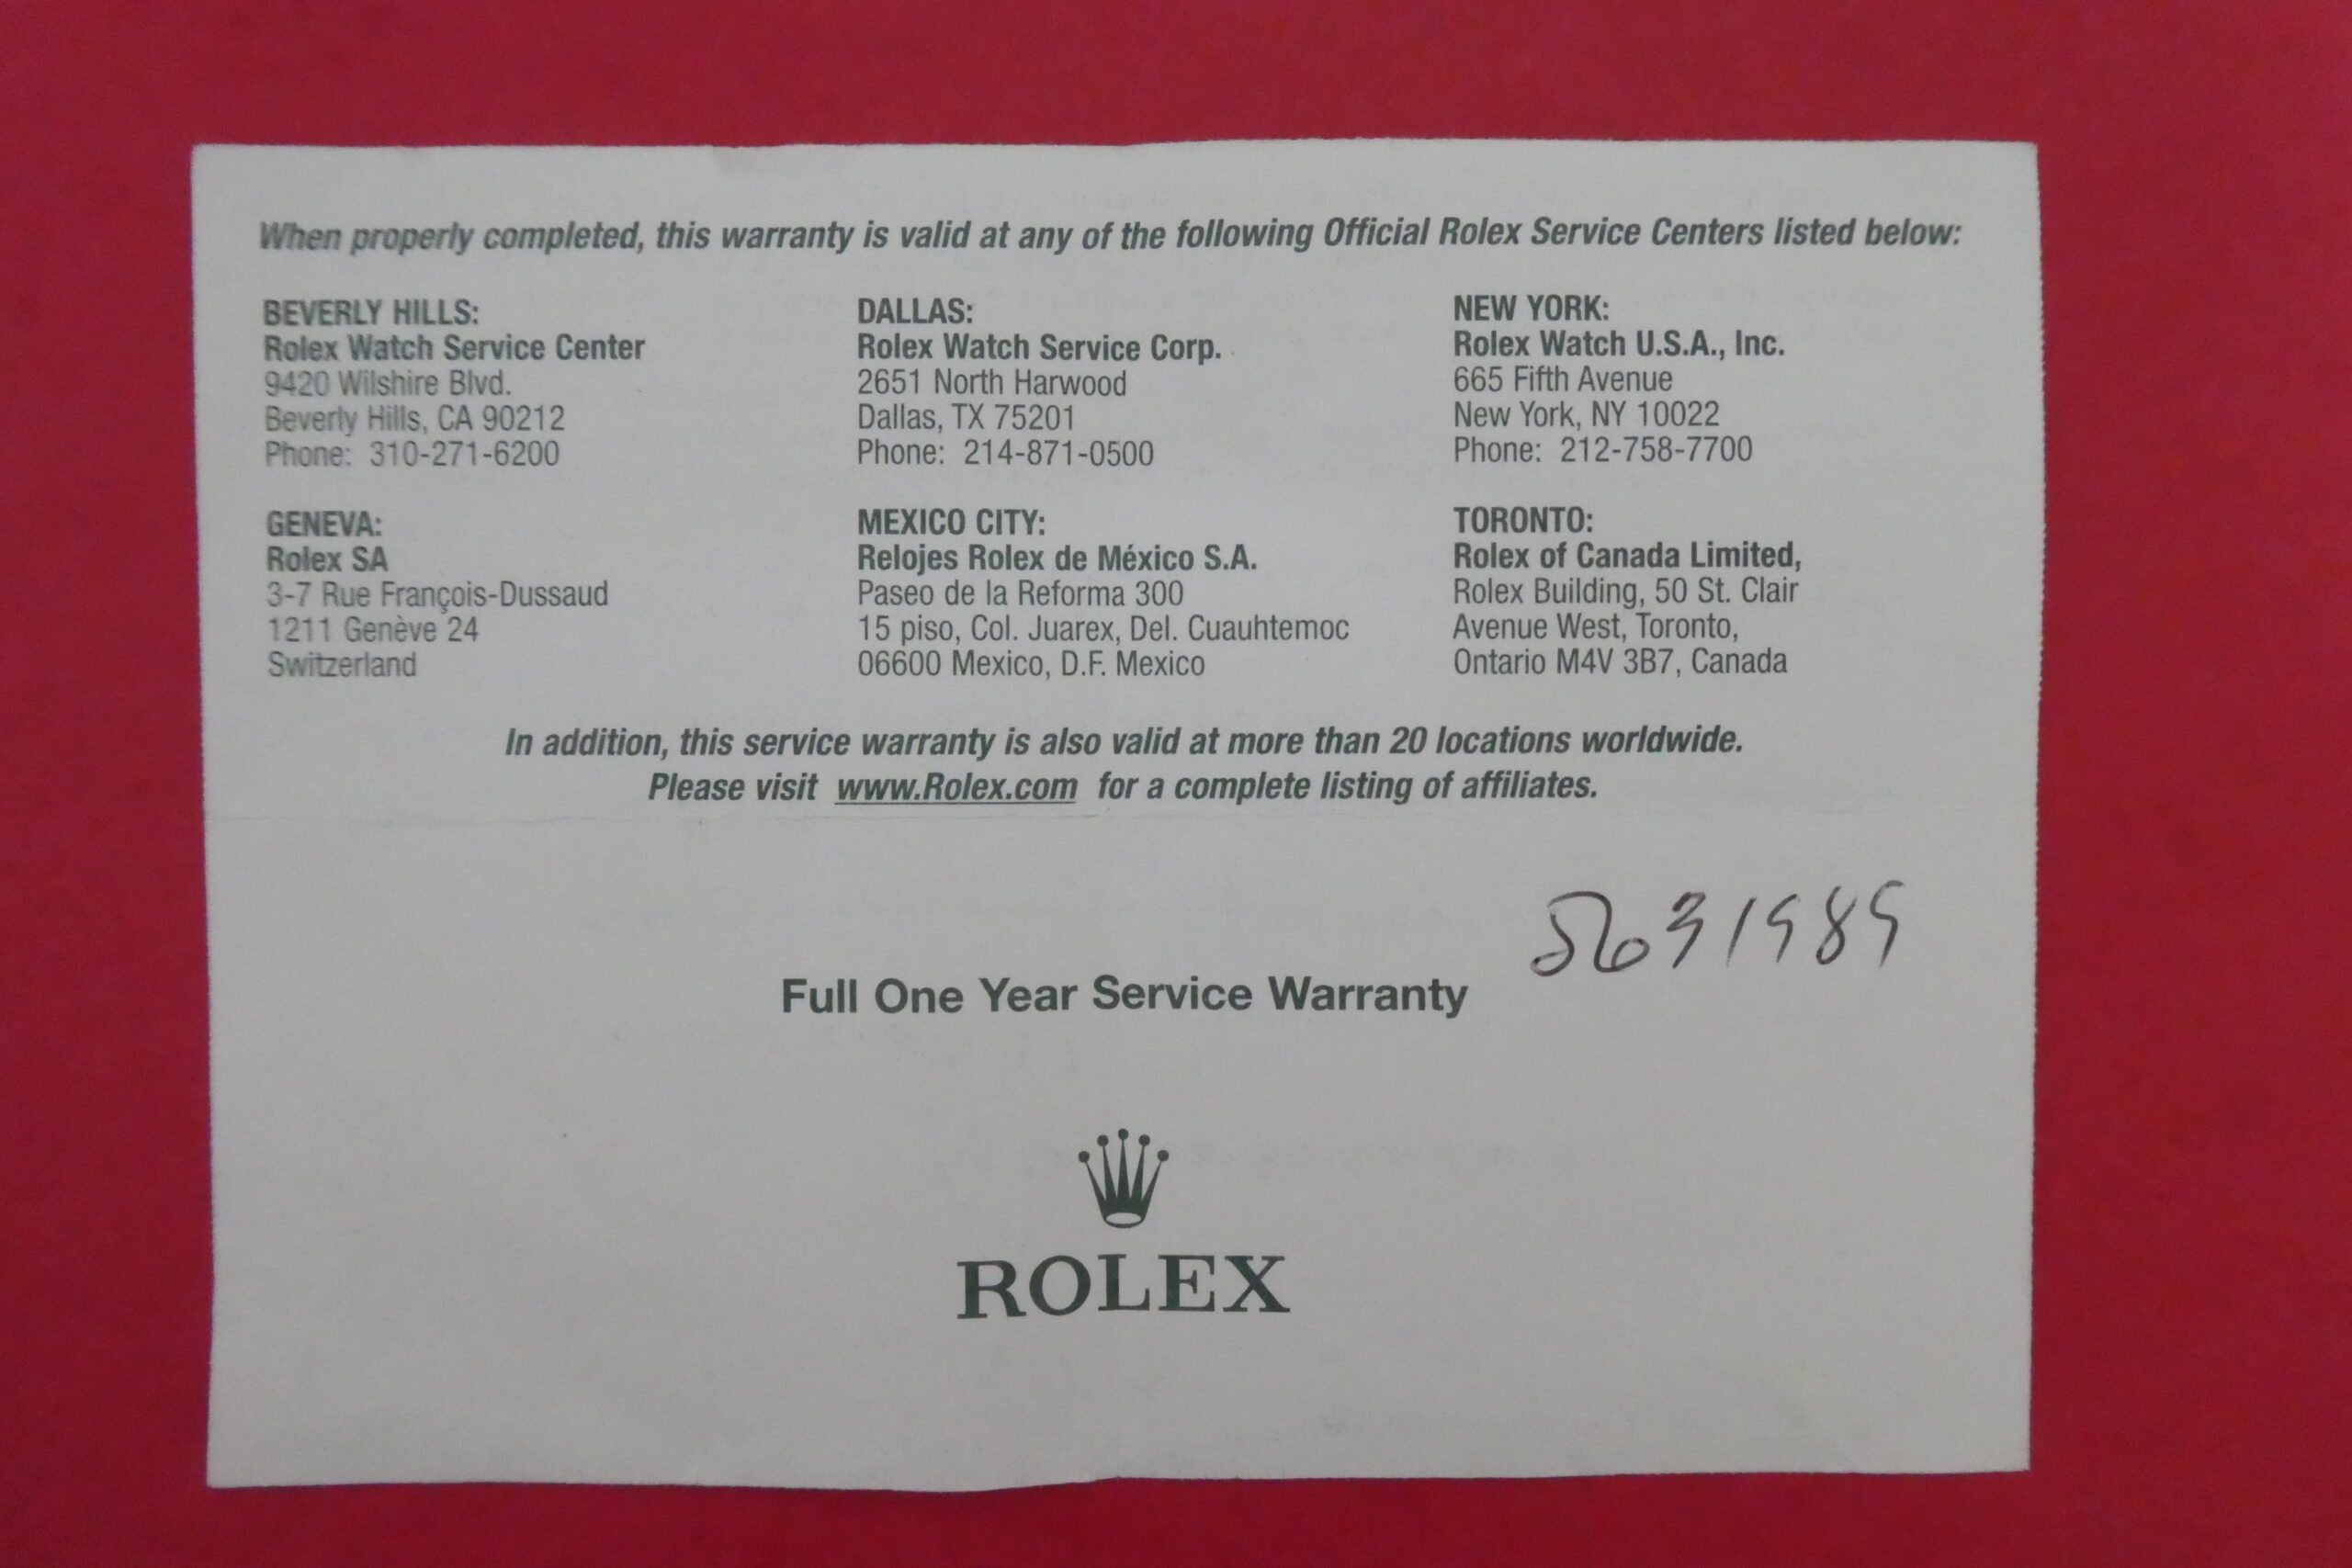 When properly completed, this warranty is valid at any of the following Official Rolex Service Centers listed below:
BEVERLY HILLS:
Rolex Watch Service Center
9420 Wilshire Blvd.
Beverly Hills, CA 90212
Phone: 310-271-6200
DALLAS:
Rolex Watch Service Corp.
2651 North Harwood
Dallas, TX 75201
Phone: 214-871-0500
NEW YORK:
Rolex Watch U.S.A., Inc.
665 Fifth Avenue
New York, NY 10022
Phone: 212-758-7700
GENEVA:
Rolex SA
3-7 Rue François-Dussaud
1211 Genève 24
Switzerland
MEXICO CITY:
Relojes Rolex de México S.A.
Paseo de la Reforma 300
15 piso, Col. Juarex, Del. Cuauhtemoc
06600 Mexico, D.F. Mexico
TORONTO:
Rolex of Canada Limited,
Rolex Building, 50 St. Clair
Avenue West, Toronto,
Ontario M4V 3B7, Canada
In addition, this service warranty is also valid at more than 20 locations worldwide.
Please visit www.Rolex.com for a complete listing of affiliates.
Full One Year Service Warranty
ROLEX